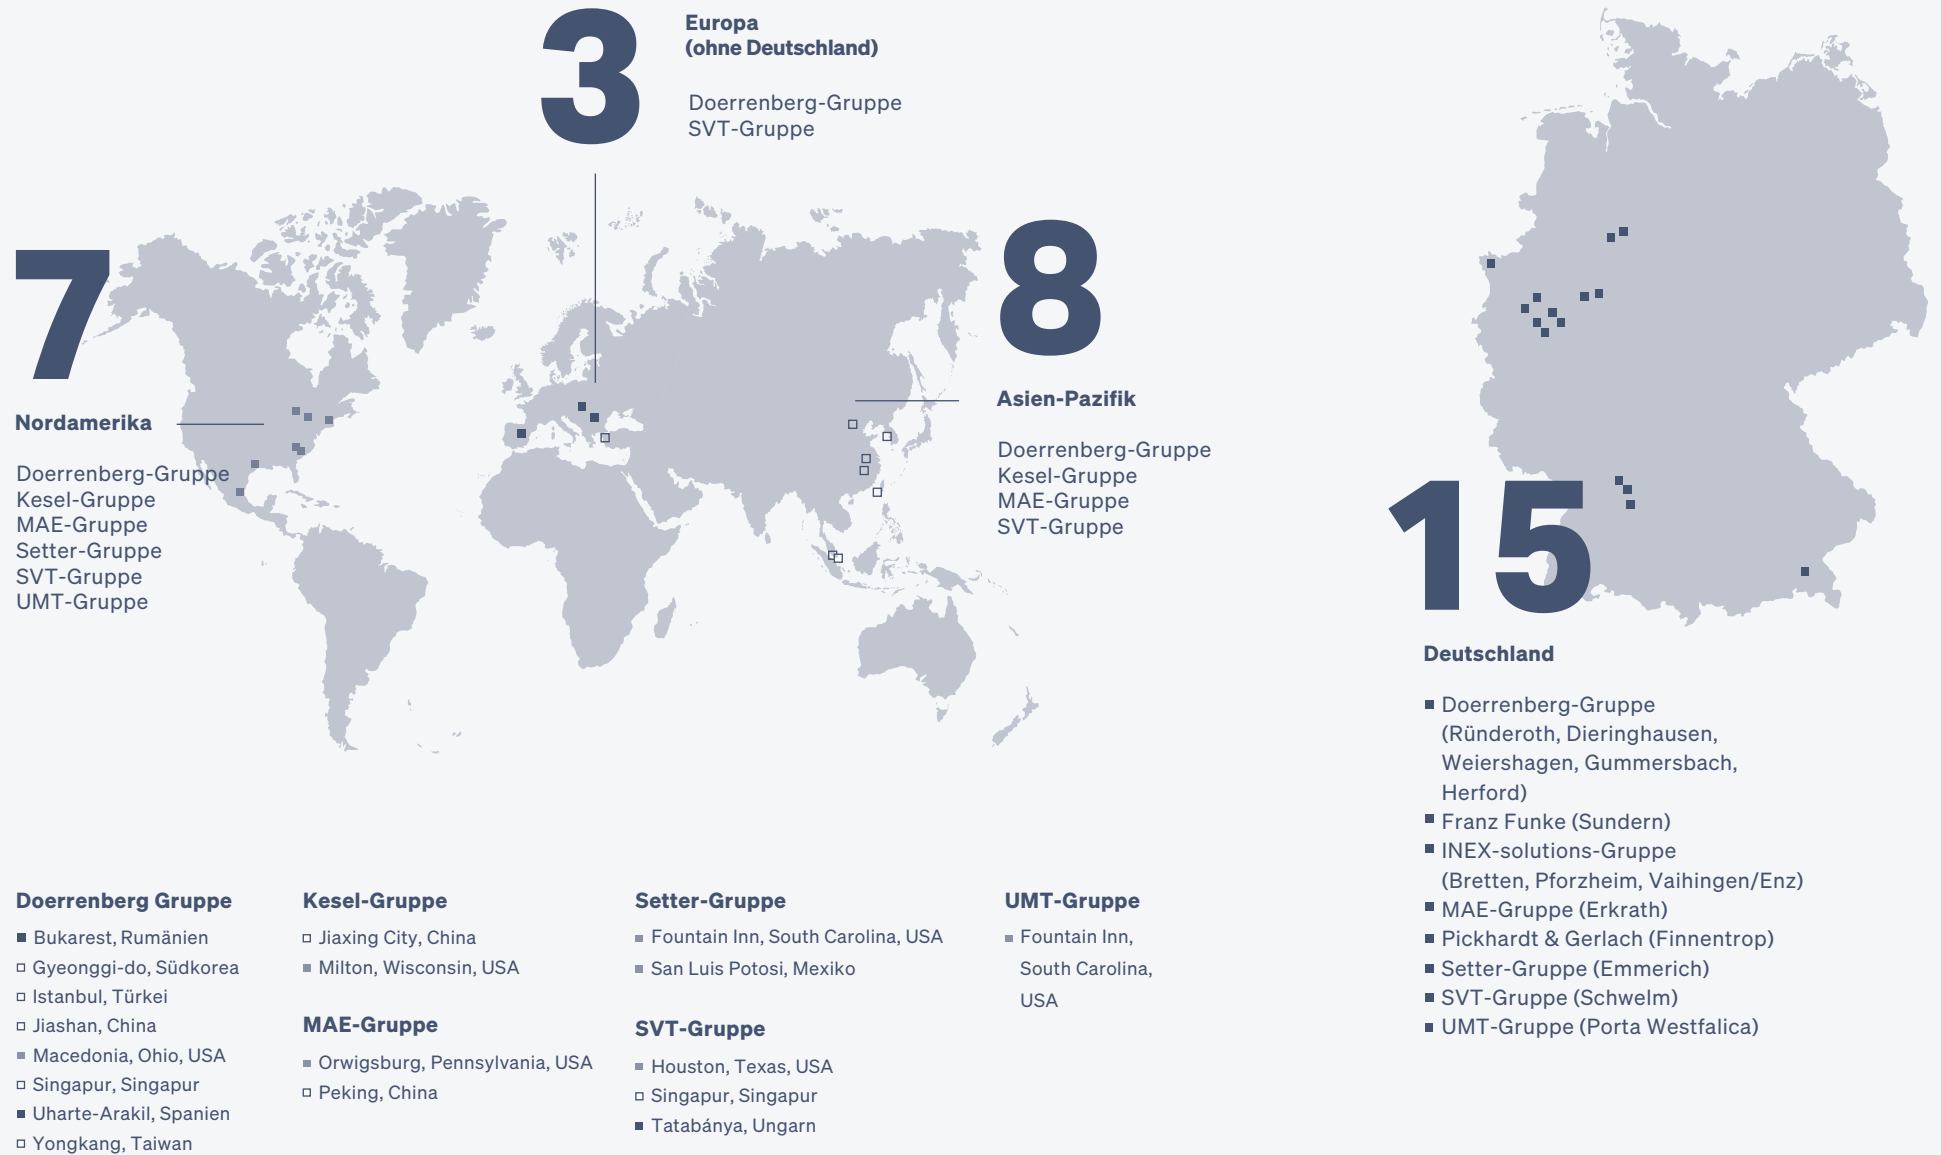 3
Europa
(ohne Deutschland)
Doerrenberg-Gruppe
SVT-Gruppe
7
Nordamerika
Doerrenberg-Gruppe
Kesel-Gruppe
MAE-Gruppe
Setter-Gruppe
SVT-Gruppe
UMT-Gruppe
8
Asien-Pazifik
Doerrenberg-Gruppe
Kesel-Gruppe
MAE-Gruppe
SVT-Gruppe
15
Deutschland
Doerrenberg-Gruppe
(Ründeroth, Dieringhausen,
Weiershagen, Gummersbach,
Herford)
Franz Funke (Sundern)
INEX-solutions-Gruppe
(Bretten, Pforzheim, Vaihingen/Enz)
MAE-Gruppe (Erkrath)
Pickhardt & Gerlach (Finnentrop)
Setter-Gruppe (Emmerich)
SVT-Gruppe (Schwelm)
UMT-Gruppe (Porta Westfalica)
Doerrenberg Gruppe
Bukarest, Rumänien
Gyeonggi-do, Südkorea
Istanbul, Türkei
Jiashan, China
Macedonia, Ohio, USA
Singapur, Singapur
Uharte-Arakil, Spanien
Yongkang, Taiwan
Kesel-Gruppe
Jiaxing City, China
Milton, Wisconsin, USA
MAE-Gruppe
Orwigsburg, Pennsylvania, USA
Peking, China
Setter-Gruppe
Fountain Inn, South Carolina, USA
San Luis Potosi, Mexiko
SVT-Gruppe
Houston, Texas, USA
Singapur, Singapur
Tatabánya, Ungarn
UMT-Gruppe
Fountain Inn,
South Carolina,
USA